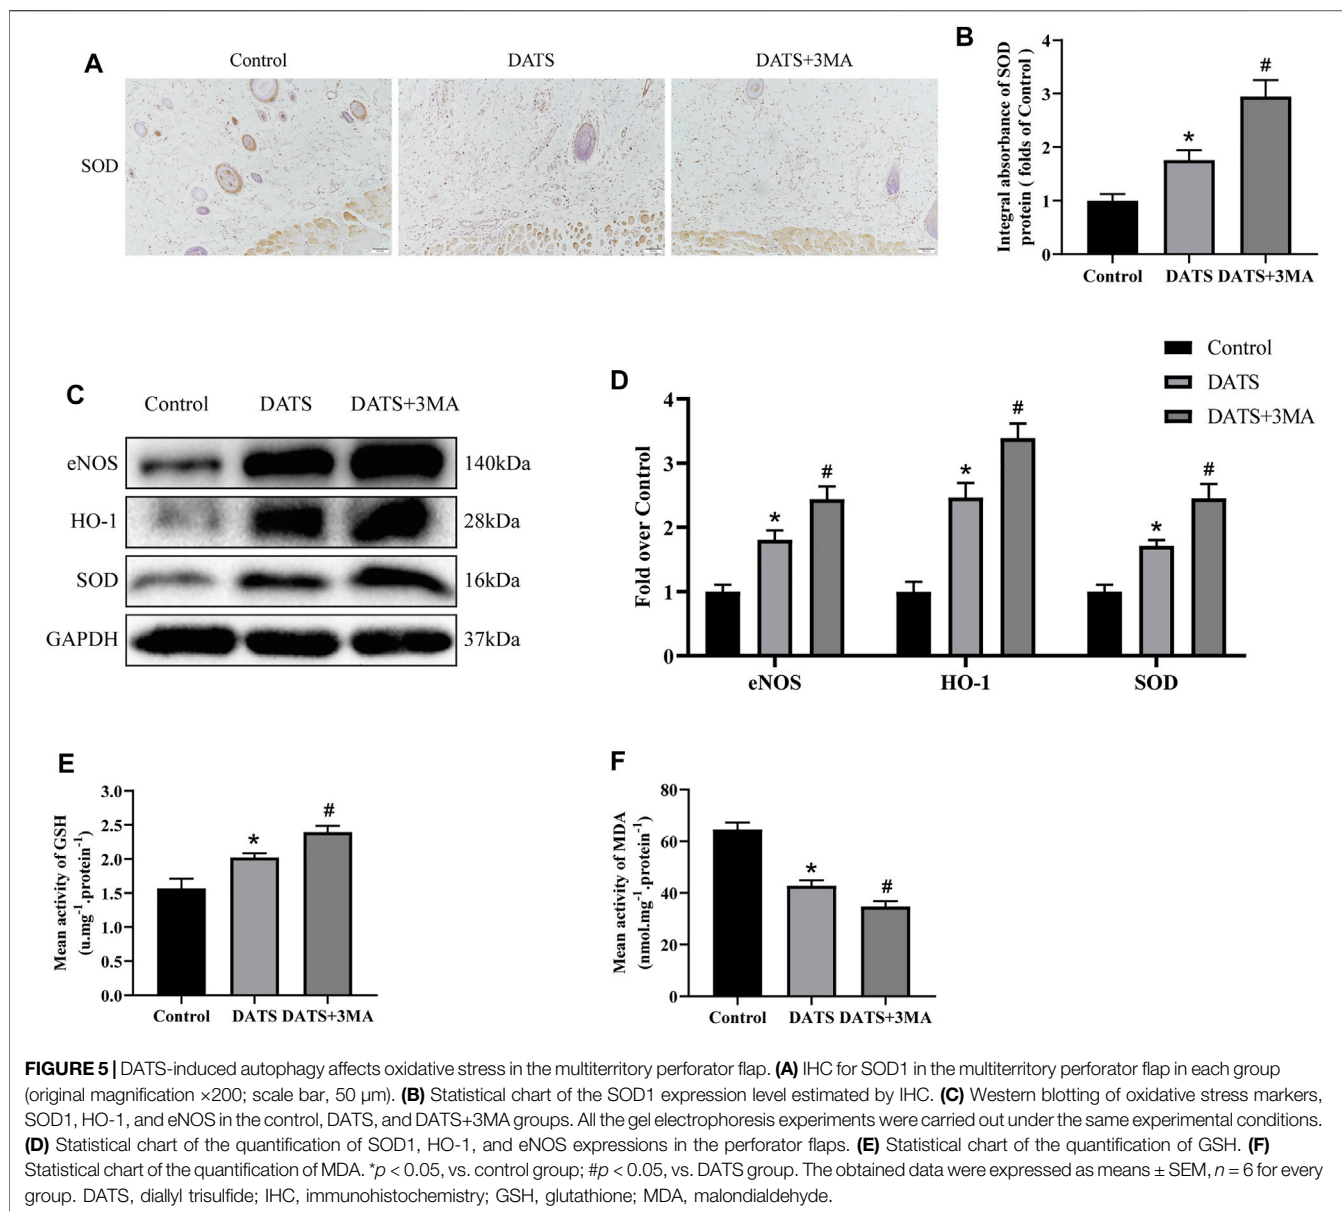 A
Control
DATS
DATS+3MA
SOD
B
Integral absorbance of SOD
protein ( folds of Control )
4
3
2
1
0
*
#
Control
DATS
DATS+3MA
C
Control
DATS
DATS+3MA
eNOS
140kDa
HO-1
28kDa
SOD
16kDa
GAPDH
37kDa
D
Control
DATS
DATS+3MA
Fold over Control
4
3
2
1
0
*
#
*
#
*
#
eNOS
HO-1
SOD
E
Mean activity of GSH
(u.mg⁻¹.protein⁻¹)
3.0
2.5
2.0
1.5
1.0
0.5
0.0
*
#
Control
DATS
DATS+3MA
F
Mean activity of MDA
(nmol.mg⁻¹.protein⁻¹)
80
60
40
20
0
*
#
Control
DATS
DATS+3MA
FIGURE 5 | DATS-induced autophagy affects oxidative stress in the multiterritory perforator flap. (A) IHC for SOD1 in the multiterritory perforator flap in each group
(original magnification ×200; scale bar, 50 μm). (B) Statistical chart of the SOD1 expression level estimated by IHC. (C) Western blotting of oxidative stress markers,
SOD1, HO-1, and eNOS in the control, DATS, and DATS+3MA groups. All the gel electrophoresis experiments were carried out under the same experimental conditions.
(D) Statistical chart of the quantification of SOD1, HO-1, and eNOS expressions in the perforator flaps. (E) Statistical chart of the quantification of GSH. (F)
Statistical chart of the quantification of MDA. *p < 0.05, vs. control group; #p < 0.05, vs. DATS group. The obtained data were expressed as means ± SEM, n = 6 for every
group. DATS, diallyl trisulfide; IHC, immunohistochemistry; GSH, glutathione; MDA, malondialdehyde.